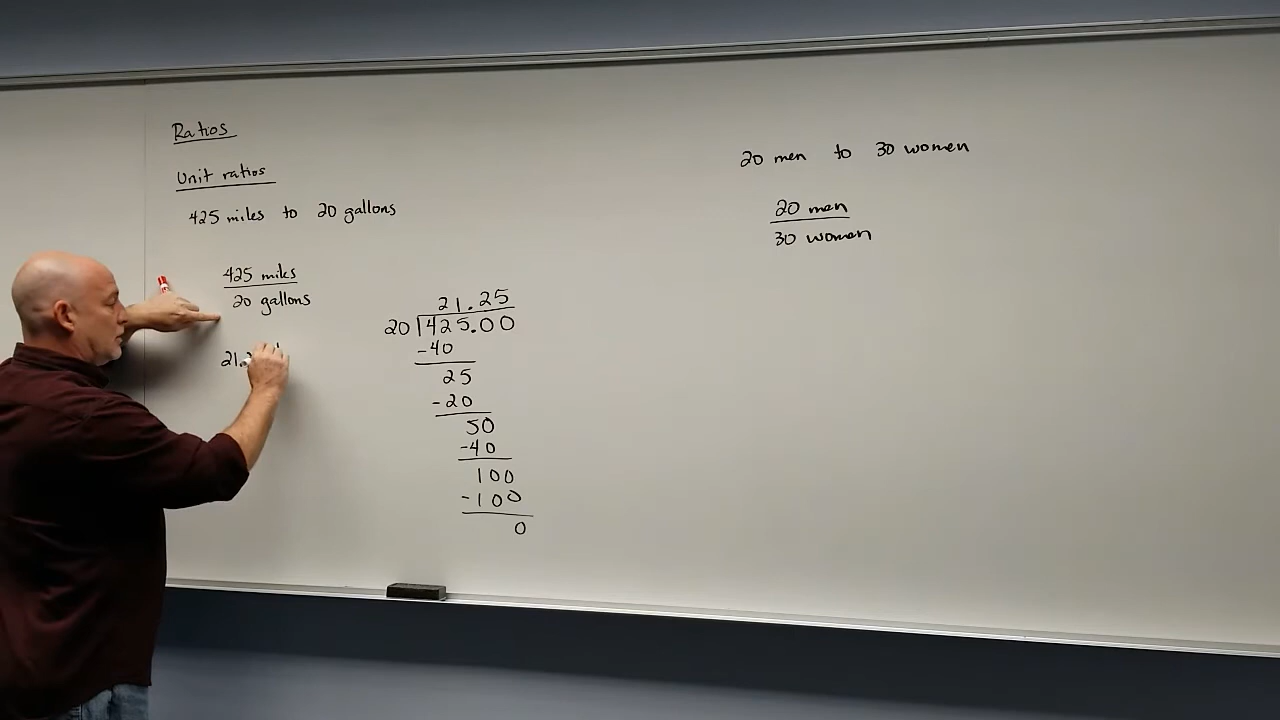 Ratios
Unit ratios
425 miles to 20 gallons
425 miles
20 gallons
21.25
20 425.00
-40
25
-20
50
-40
100
-100
0
20 men to 30 women
20 men
30 women